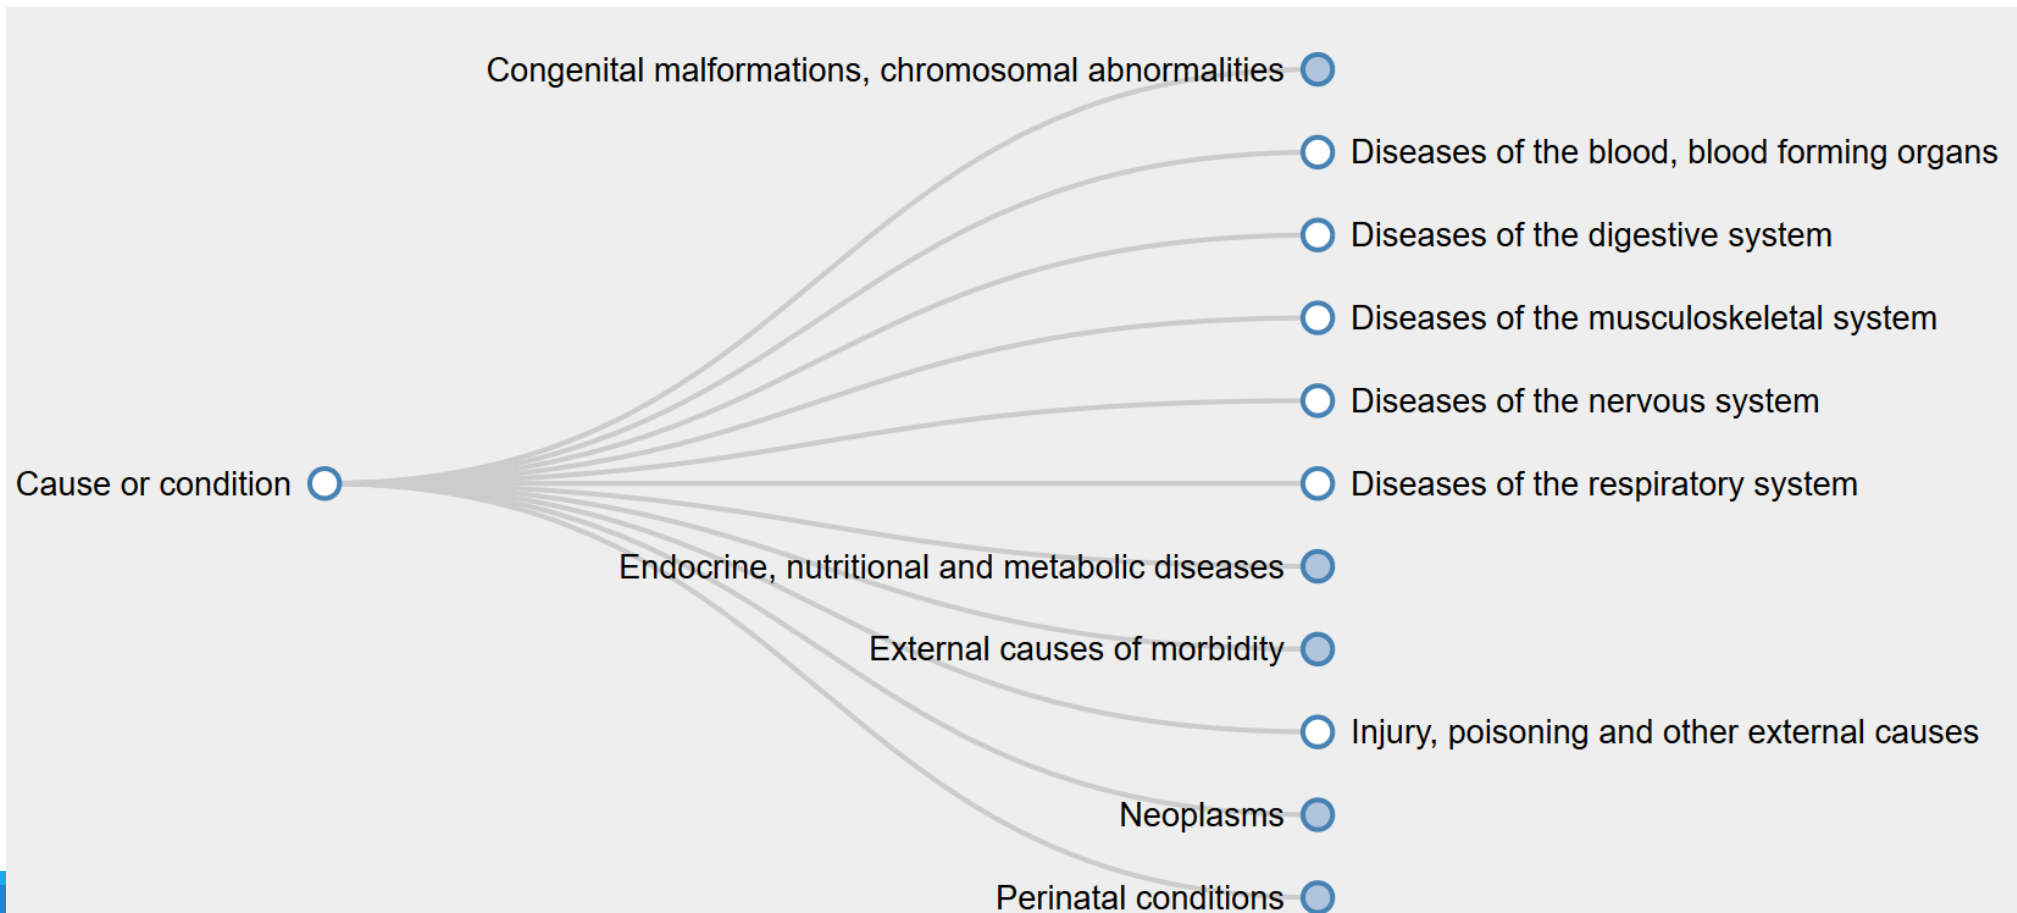 Congenital malformations, chromosomal abnormalities
Diseases of the blood, blood forming organs
Diseases of the digestive system
Diseases of the musculoskeletal system
Diseases of the nervous system
Cause or condition
Diseases of the respiratory system
Endocrine, nutritional and metabolic diseases
External causes of morbidity
Injury, poisoning and other external causes
Neoplasms
Perinatal conditions